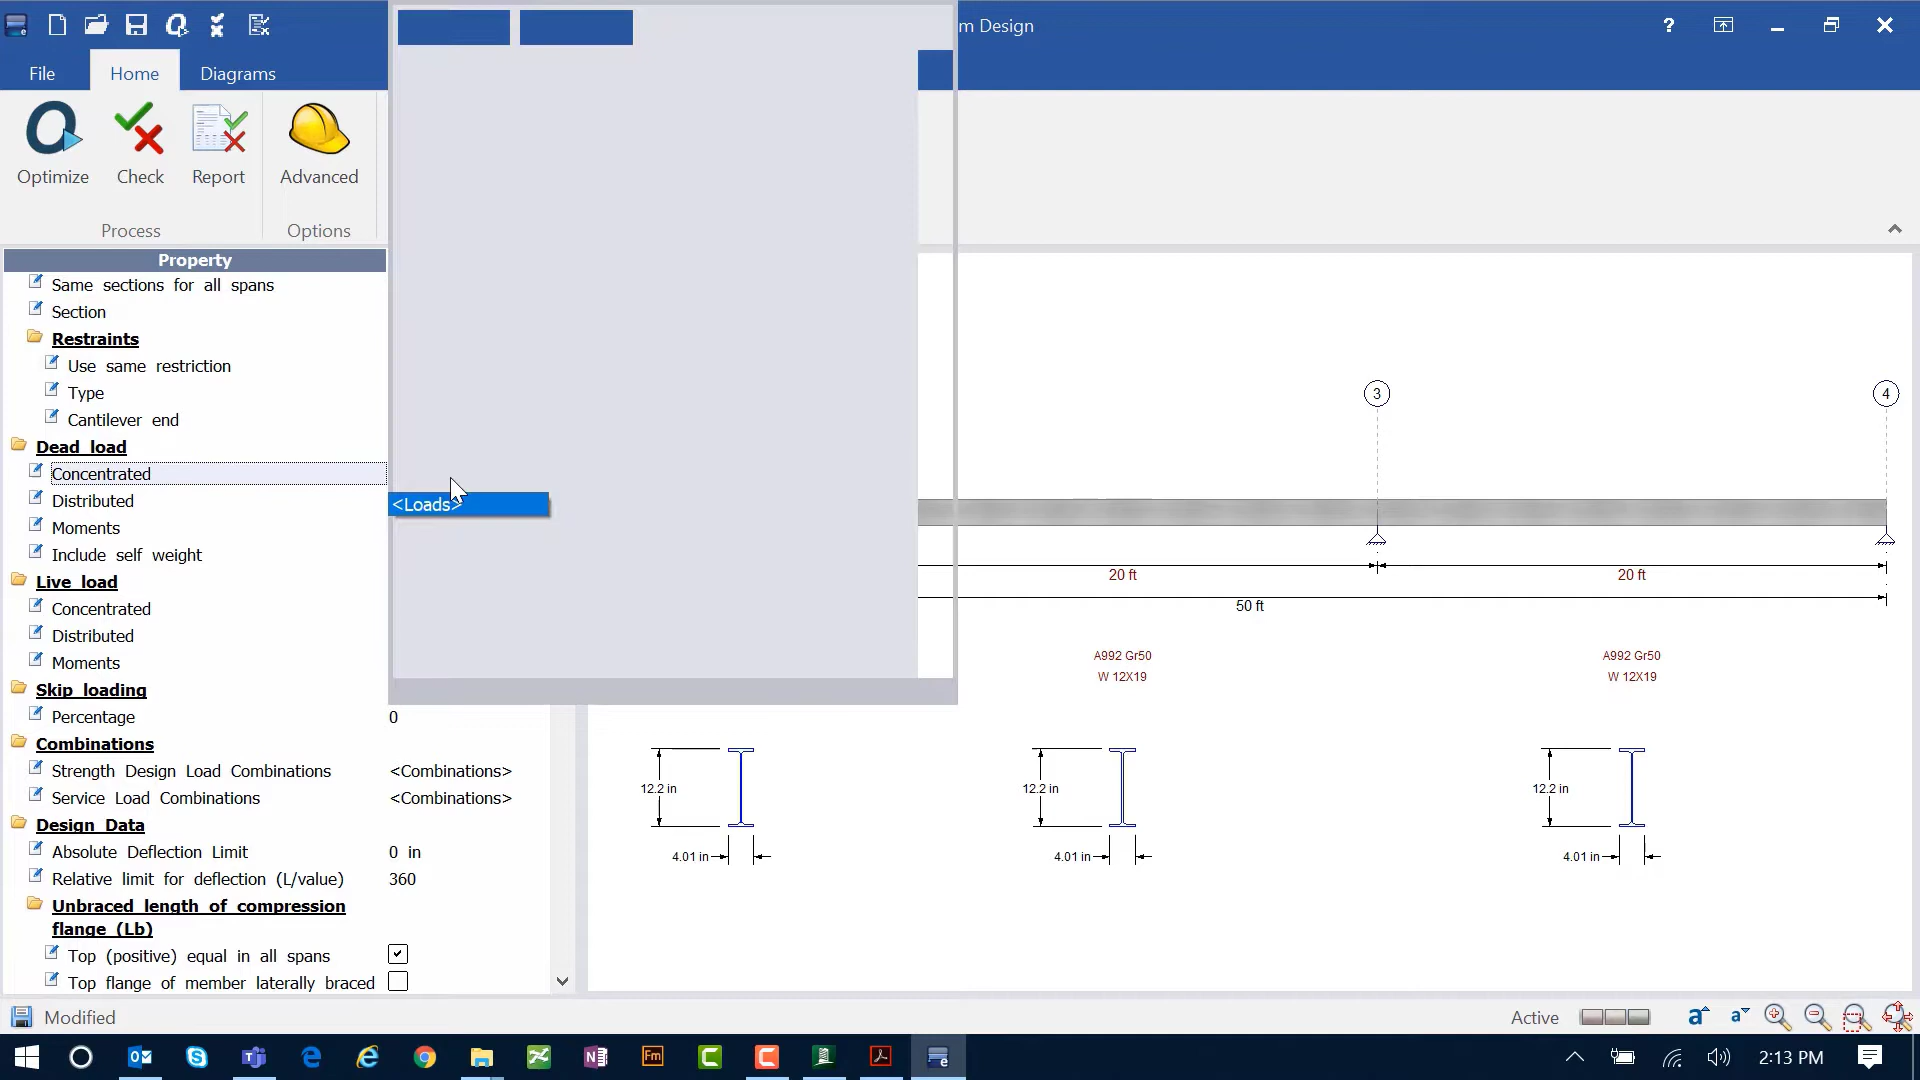 m Design
?
File
Home
Diagrams
Optimize
Check
Report
Advanced
Process
Options
Property
Same sections for all spans
Section
Restraints
Use same restriction
Type
Cantilever end
Dead load
Concentrated
<Loads>
Distributed
Moments
Include self weight
Live load
Concentrated
Distributed
Moments
Skip loading
Percentage 0
Combinations
Strength Design Load Combinations <Combinations>
Service Load Combinations <Combinations>
Design Data
Absolute Deflection Limit 0 in
Relative limit for deflection (L/value) 360
Unbraced length of compression
flange (Lb)
Top (positive) equal in all spans
Top flange of member laterally braced
3
4
20 ft
20 ft
50 ft
A992 Gr50
W 12X19
A992 Gr50
W 12X19
12.2 in
4.01 in
12.2 in
4.01 in
12.2 in
4.01 in
Modified
Active
a
a
2:13 PM